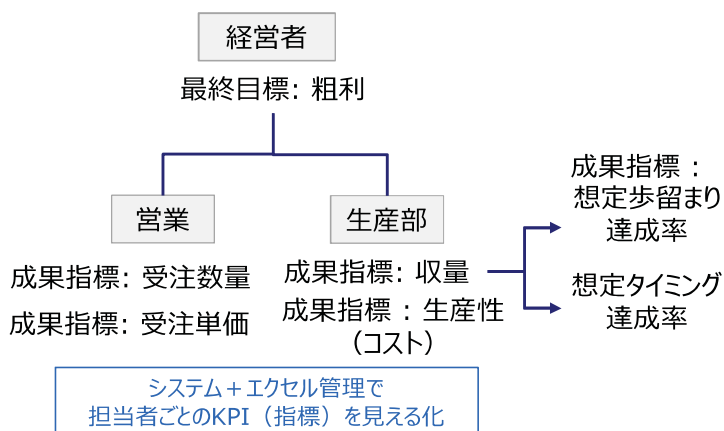 経営者
最終目標: 粗利
営業
成果指標: 受注数量
成果指標: 受注単価
生産部
成果指標: 収量
成果指標 : 生産性
（コスト）
成果指標 :
想定歩留まり
達成率
想定タイミング
達成率
システム＋エクセル管理で
担当者ごとのKPI（指標）を見える化